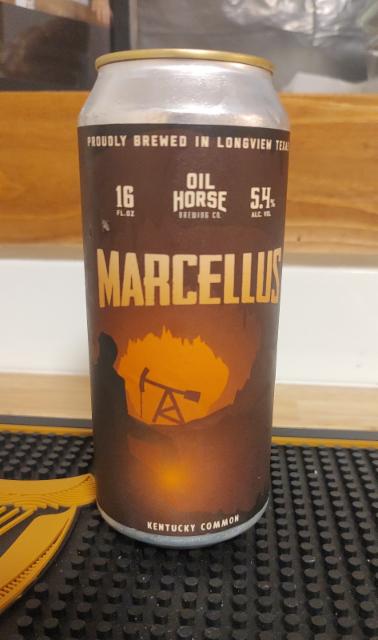 PROUDLY BREWED IN LONGVIEW TEXAS
16
FL.OZ
OIL
HORSE
BREWING CO.
5.4%
ALC. VOL
MARCELLUS
KENTUCKY COMMON